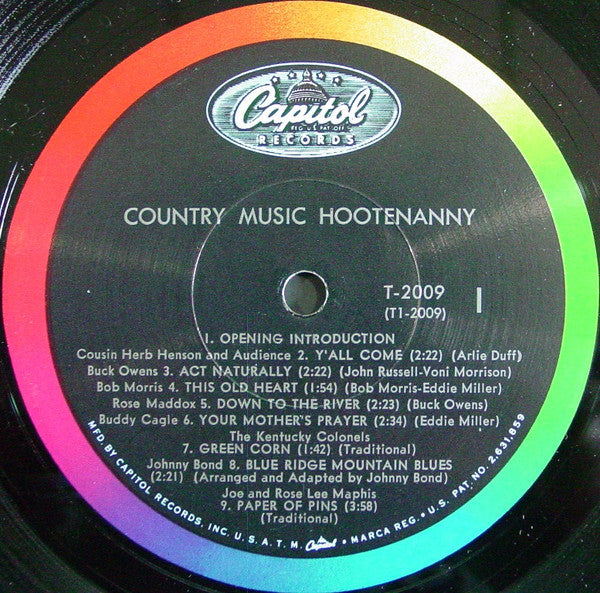 Capitol
REG. U.S. PAT. OFF.
RECORDS
COUNTRY MUSIC HOOTENANNY
T-2009 I
(T1-2009)
1. OPENING INTRODUCTION
Cousin Herb Henson and Audience 2. Y'ALL COME (2:22) (Arlie Duff)
Buck Owens 3. ACT NATURALLY (2:22) (John Russell-Voni Morrison)
Bob Morris 4. THIS OLD HEART (1:54) (Bob Morris-Eddie Miller)
Rose Maddox 5. DOWN TO THE RIVER (2:23) (Buck Owens)
Buddy Cagle 6. YOUR MOTHER'S PRAYER (2:34) (Eddie Miller)
The Kentucky Colonels
7. GREEN CORN (1:42) (Traditional)
Johnny Bond 8. BLUE RIDGE MOUNTAIN BLUES
(2:21) (Arranged and Adapted by Johnny Bond)
Joe and Rose Lee Maphis
9. PAPER OF PINS (3:58)
(Traditional)
MFD. BY CAPITOL RECORDS, INC. U.S.A. T.M. Capitol MARCA REG. • U.S. PAT. NO. 2,631,859